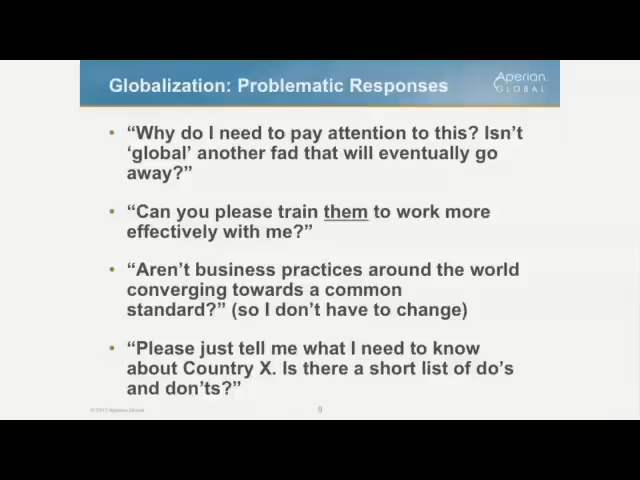 Globalization: Problematic Responses
Aperian
GLOBAL
• “Why do I need to pay attention to this? Isn’t
‘global’ another fad that will eventually go
away?”
• “Can you please train them to work more
effectively with me?”
• “Aren’t business practices around the world
converging towards a common
standard?” (so I don’t have to change)
• “Please just tell me what I need to know
about Country X. Is there a short list of do’s
and don’ts?”
Aperian Global
9